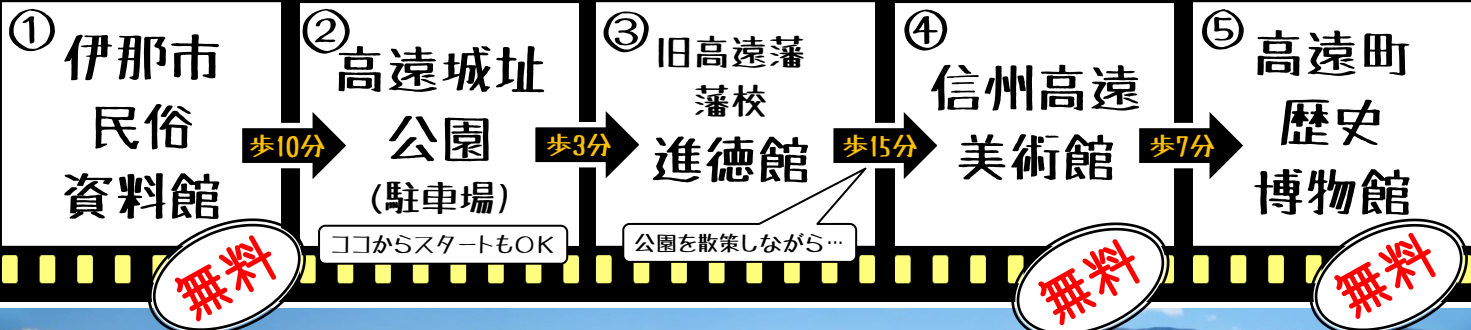 ①
伊那市
民俗
資料館
無料
歩10分
②
高遠城址
公園
(駐車場)
ココからスタートもOK
歩3分
③
旧高遠藩
藩校
進徳館
歩15分
公園を散策しながら…
④
信州高遠
美術館
無料
歩7分
⑤
高遠町
歴史
博物館
無料